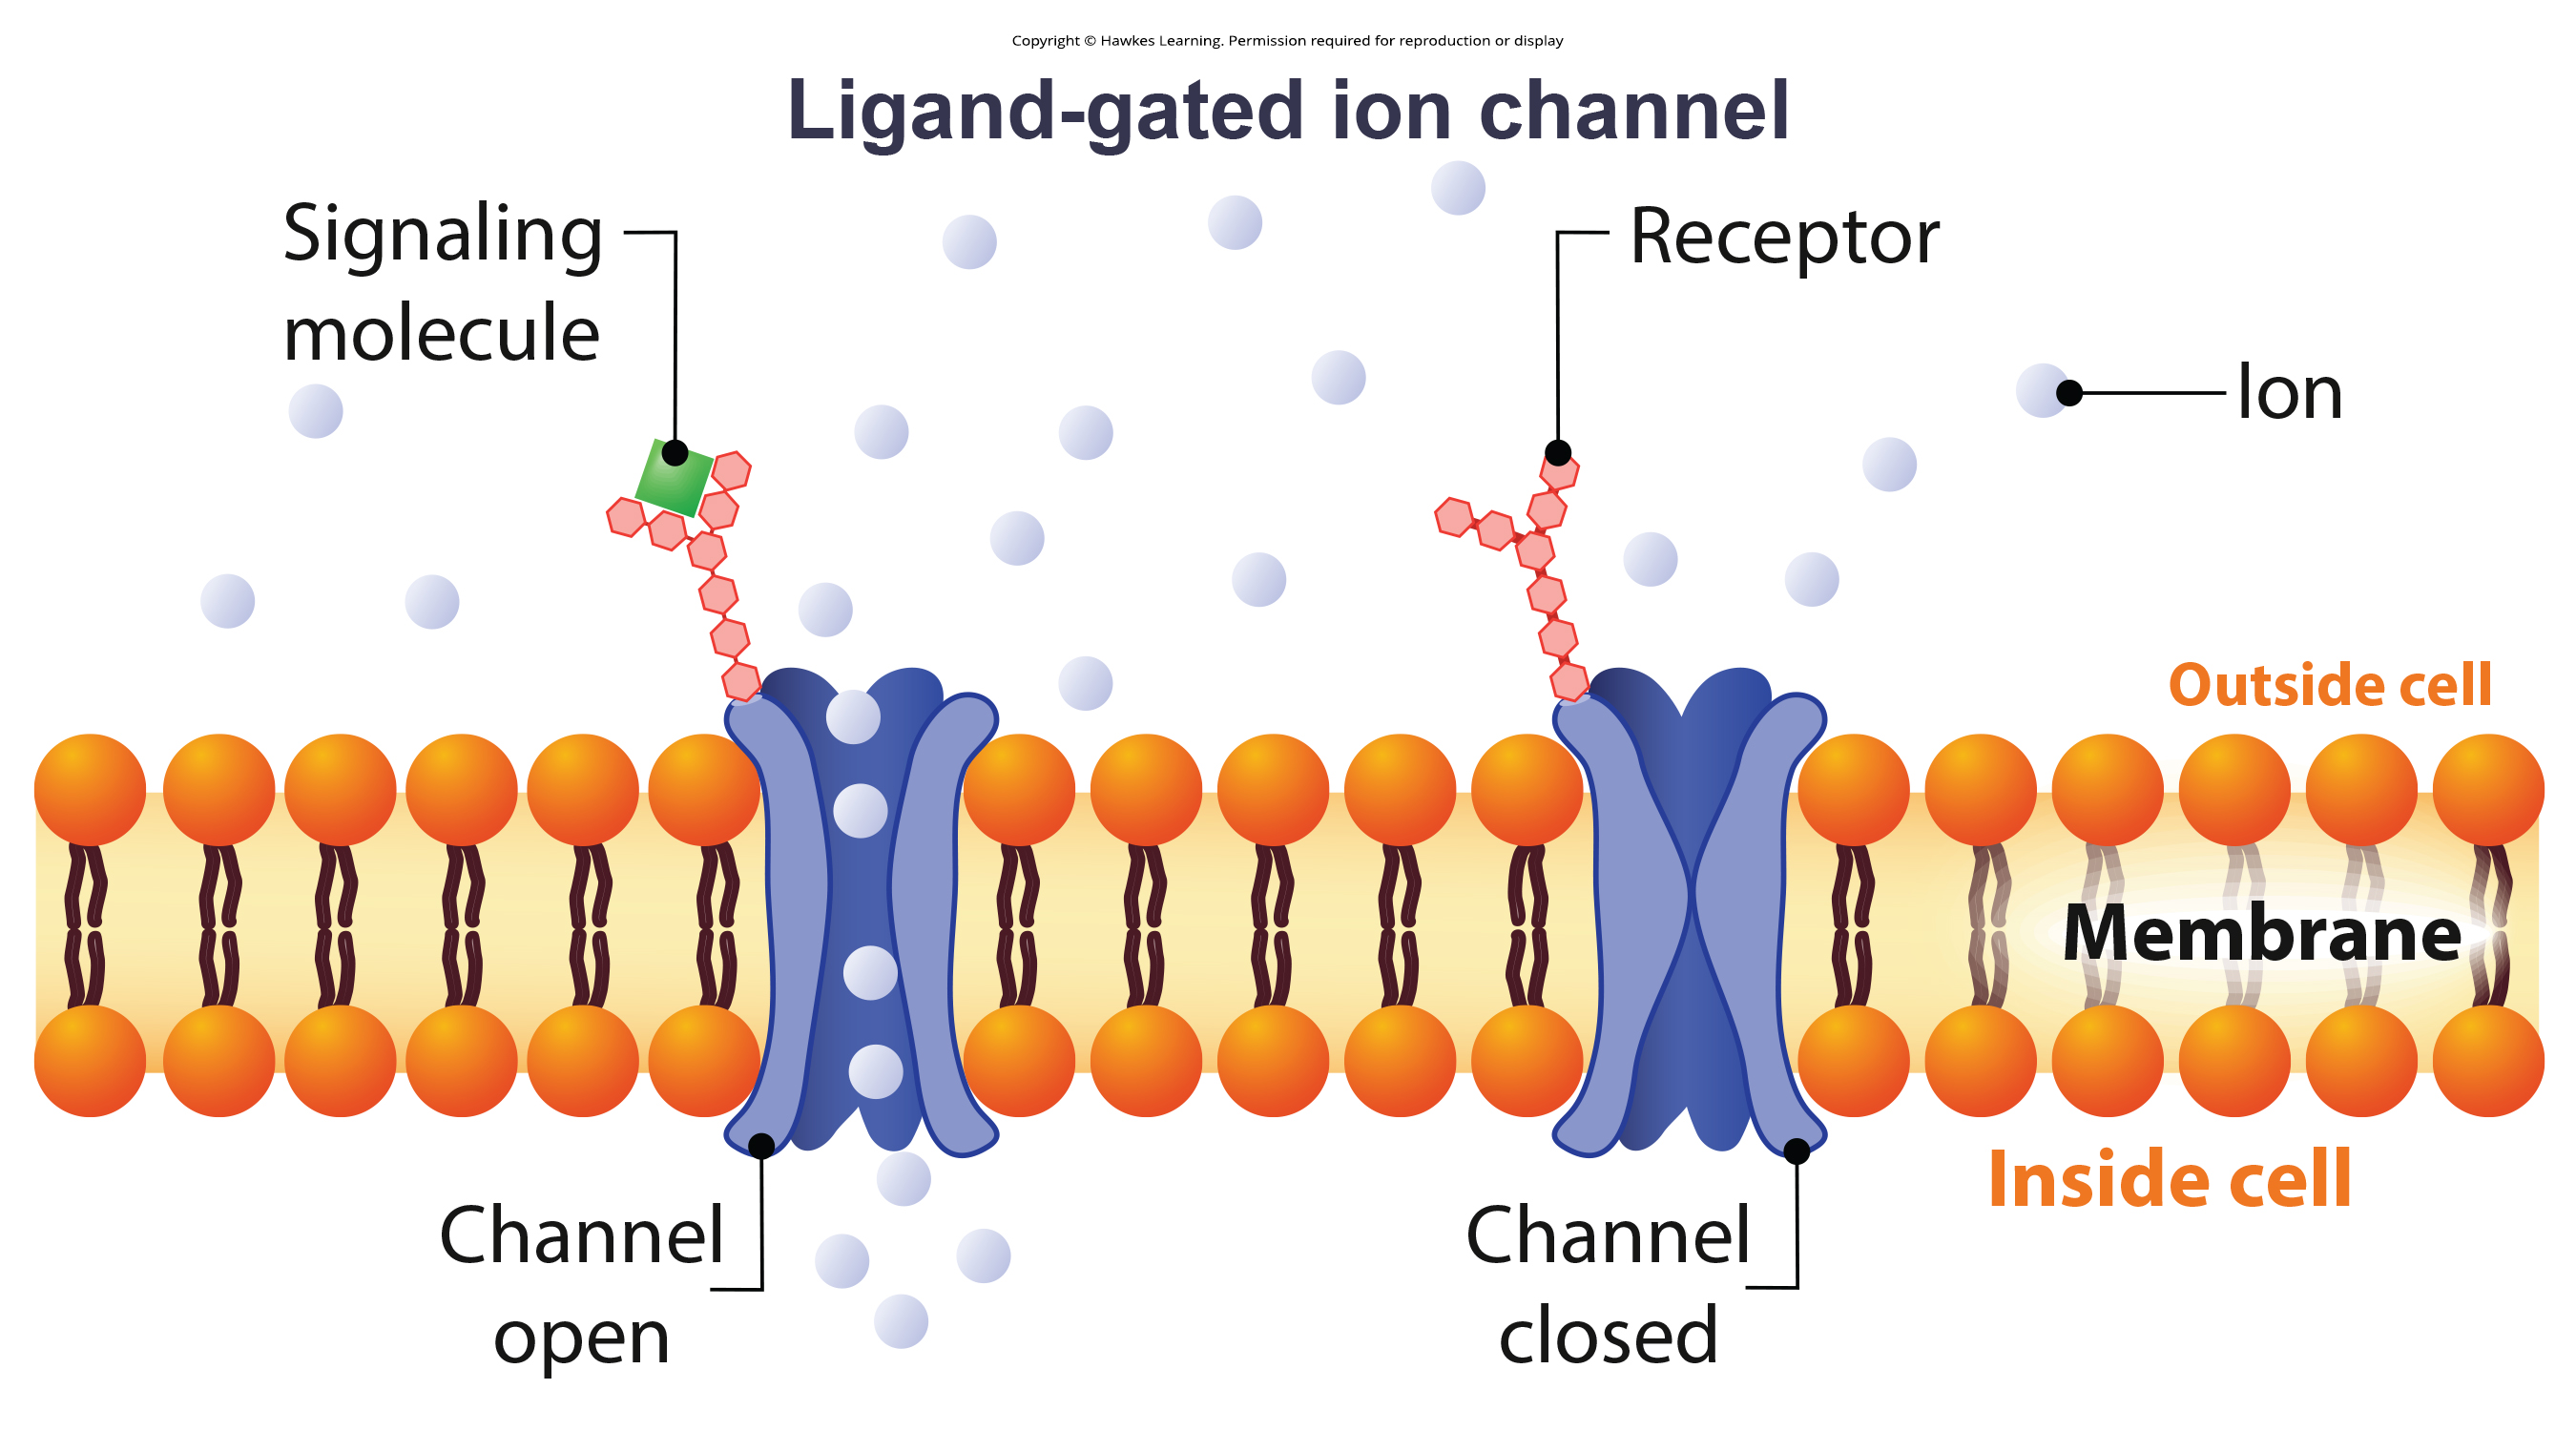 Copyright © Hawkes Learning. Permission required for reproduction or display
Ligand-gated ion channel
Signaling
molecule
Receptor
Ion
Outside cell
Membrane
Inside cell
Channel
open
Channel
closed